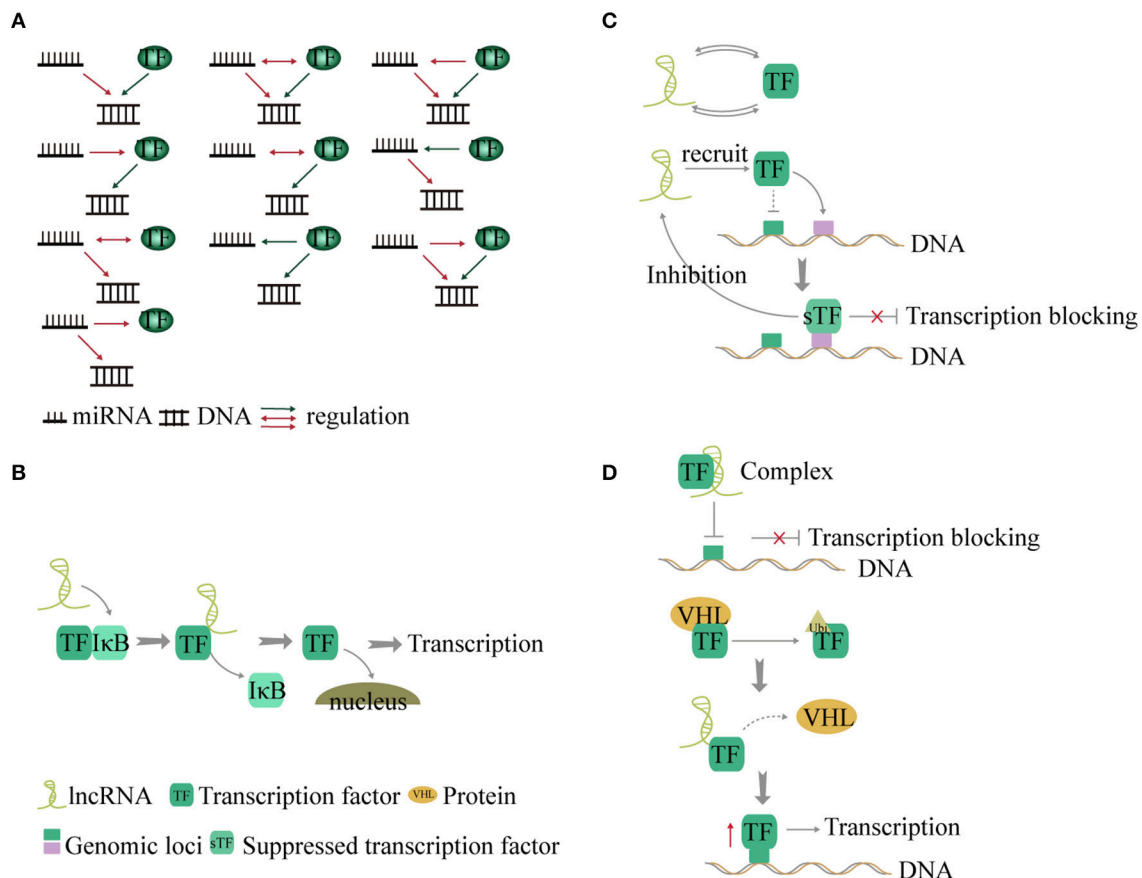 A
TF
TF
TF
TF
TF
TF
TF
TF
TF
TF
miRNA DNA regulation
B
TF IκB
TF
IκB
TF
nucleus
Transcription
lncRNA TF Transcription factor VHL Protein
Genomic loci sTF Suppressed transcription factor
C
TF
recruit
TF
DNA
Inhibition
sTF
Transcription blocking
DNA
D
TF Complex
Transcription blocking
DNA
VHL
TF
Ubi
TF
VHL
TF
TF
Transcription
DNA